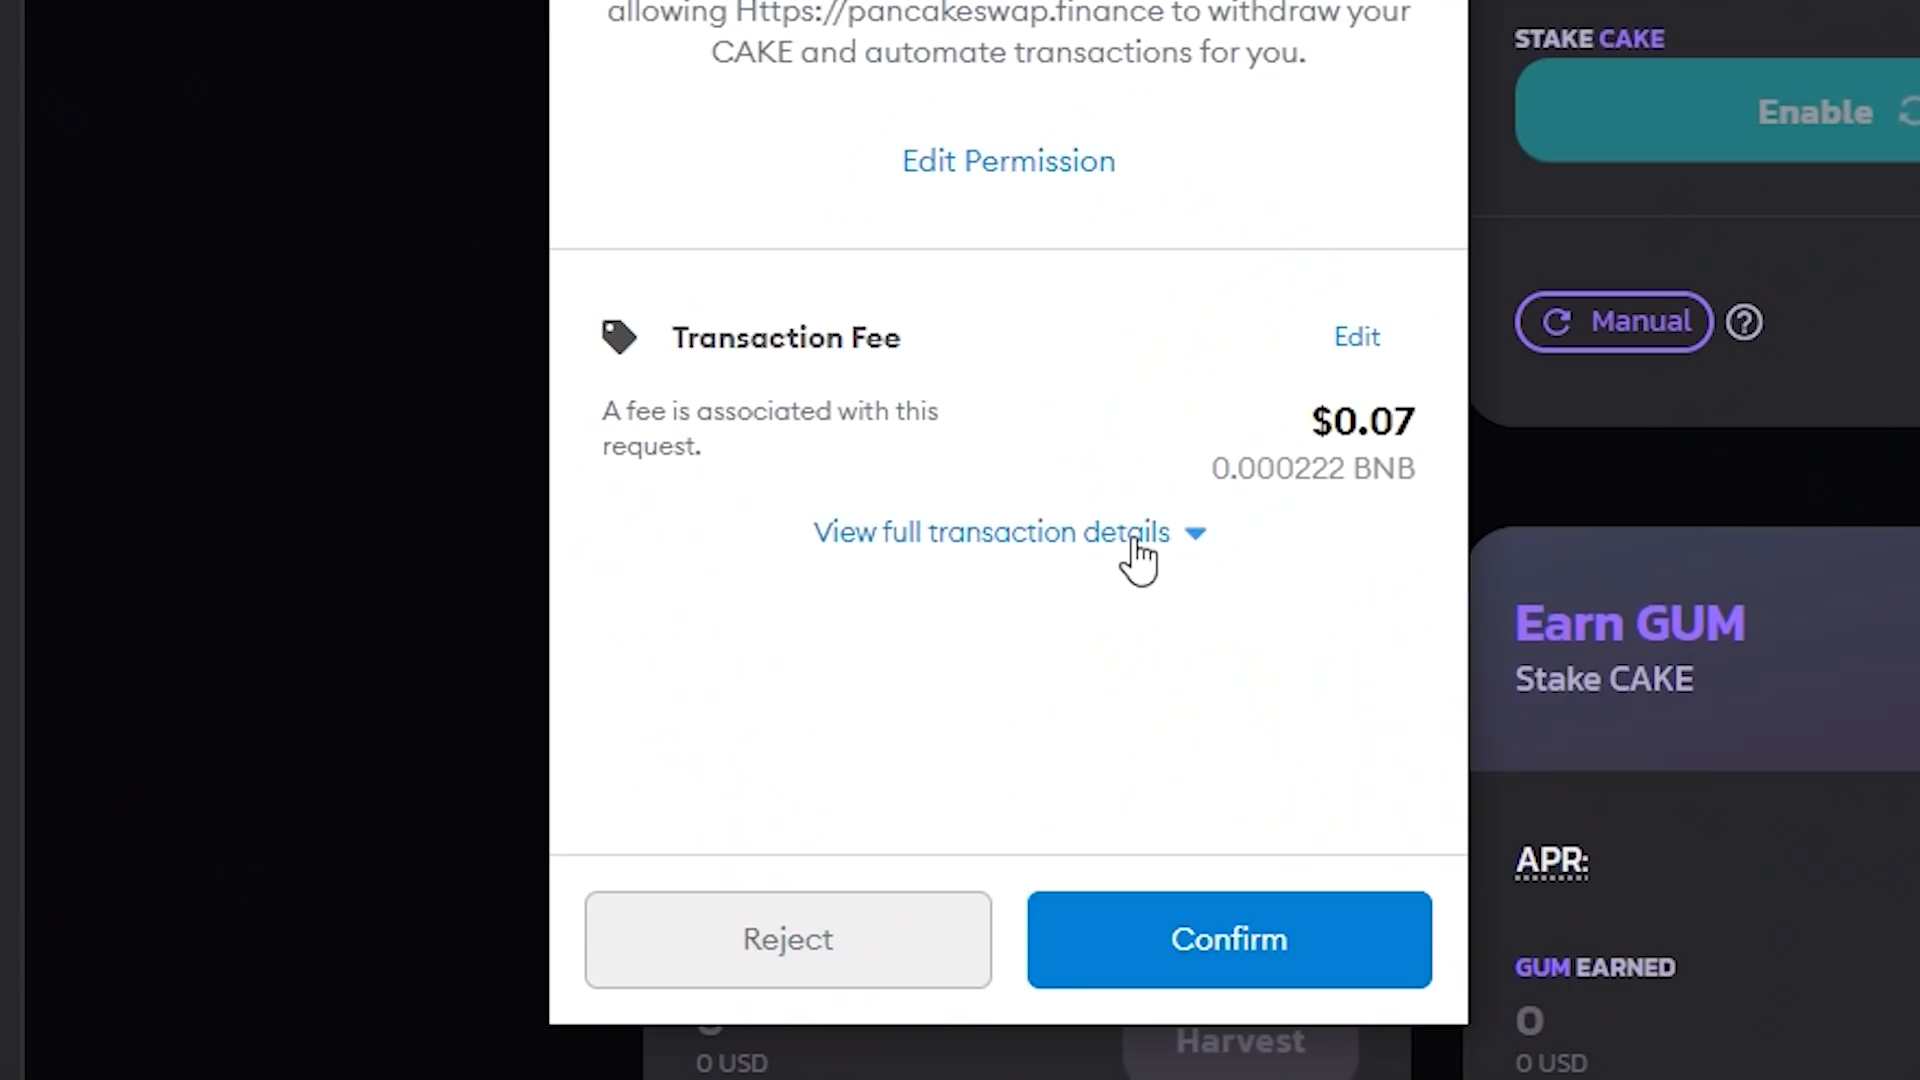 allowing Https://pancakeswap.finance to withdraw your
CAKE and automate transactions for you.
Edit Permission
Transaction Fee
Edit
A fee is associated with this
request.
$0.07
0.000222 BNB
View full transaction details
Reject
Confirm
STAKE CAKE
Enable
Manual
?
Earn GUM
Stake CAKE
APR:
GUM EARNED
0
0 USD
0 USD
Harvest